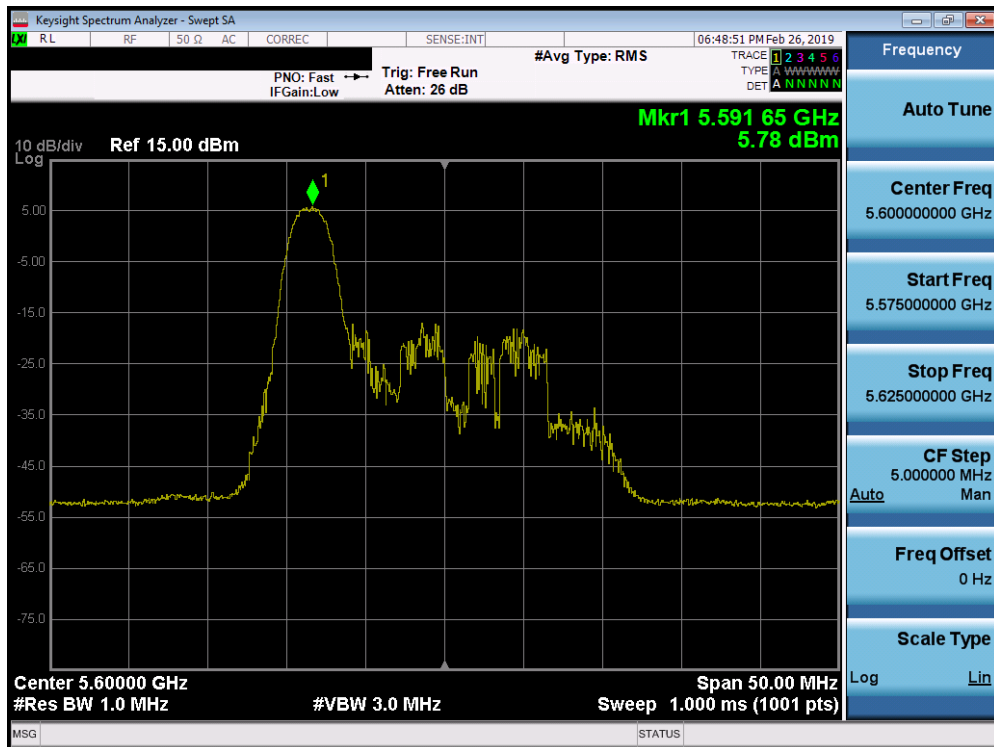 Keysight Spectrum Analyzer - Swept SA
LXI RL RF 50 Ω AC CORREC SENSE:INT 06:48:51 PM Feb 26, 2019
PNO: Fast
IFGain:Low
Trig: Free Run
Atten: 26 dB
#Avg Type: RMS
TRACE 1 2 3 4 5 6
TYPE A WWWWWW
DET A N N N N N
Mkr1 5.591 65 GHz
5.78 dBm
10 dB/div
Log
Ref 15.00 dBm
1
5.00
-5.00
-15.0
-25.0
-35.0
-45.0
-55.0
-65.0
-75.0
Center 5.60000 GHz
#Res BW 1.0 MHz
#VBW 3.0 MHz
Span 50.00 MHz
Sweep 1.000 ms (1001 pts)
MSG
STATUS
Frequency
Auto Tune
Center Freq
5.600000000 GHz
Start Freq
5.575000000 GHz
Stop Freq
5.625000000 GHz
CF Step
5.000000 MHz
Auto Man
Freq Offset
0 Hz
Scale Type
Log Lin